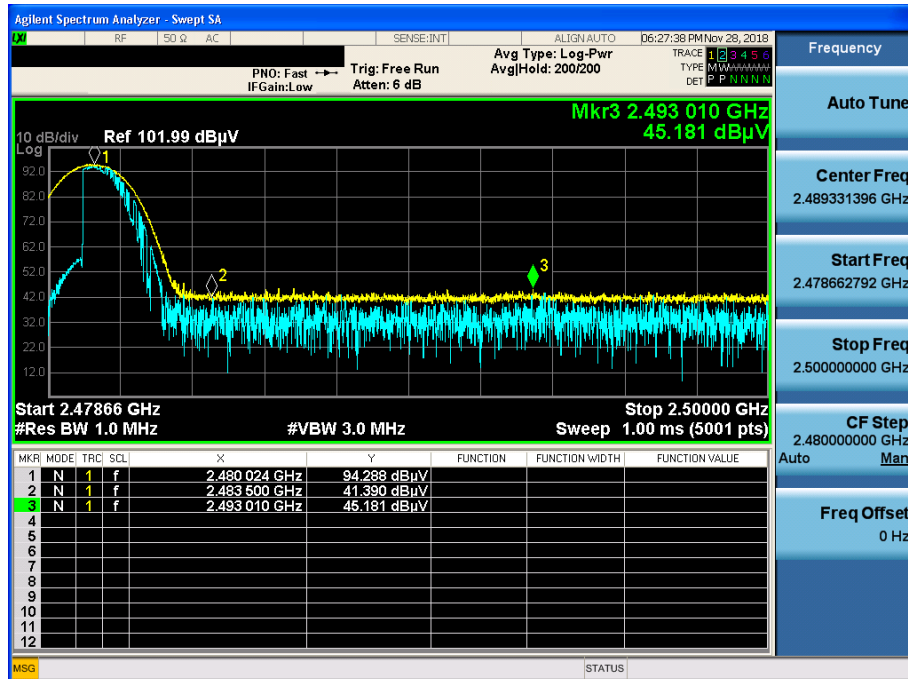 Agilent Spectrum Analyzer - Swept SA
LXI RF 50 Ω AC SENSE:INT ALIGN AUTO 06:27:38 PM Nov 28, 2018
PNO: Fast Trig: Free Run Avg Type: Log-Pwr TRACE 1 2 3 4 5 6
IFGain:Low Atten: 6 dB Avg|Hold: 200/200 TYPE M W W W W W
DET P P N N N N
Mkr3 2.493 010 GHz
45.181 dBµV
10 dB/div Ref 101.99 dBµV
Log
1
92.0
82.0
72.0
62.0
3
52.0
2
42.0
32.0
22.0
12.0
Start 2.47866 GHz Stop 2.50000 GHz
#Res BW 1.0 MHz #VBW 3.0 MHz Sweep 1.00 ms (5001 pts)
MKR MODE TRC SCL X Y FUNCTION FUNCTION WIDTH FUNCTION VALUE
1 N 1 f 2.480 024 GHz 94.288 dBµV
2 N 1 f 2.483 500 GHz 41.390 dBµV
3 N 1 f 2.493 010 GHz 45.181 dBµV
4
5
6
7
8
9
10
11
12
MSG STATUS
Frequency
Auto Tune
Center Freq
2.489331396 GHz
Start Freq
2.478662792 GHz
Stop Freq
2.500000000 GHz
CF Step
2.480000000 GHz
Auto Man
Freq Offset
0 Hz